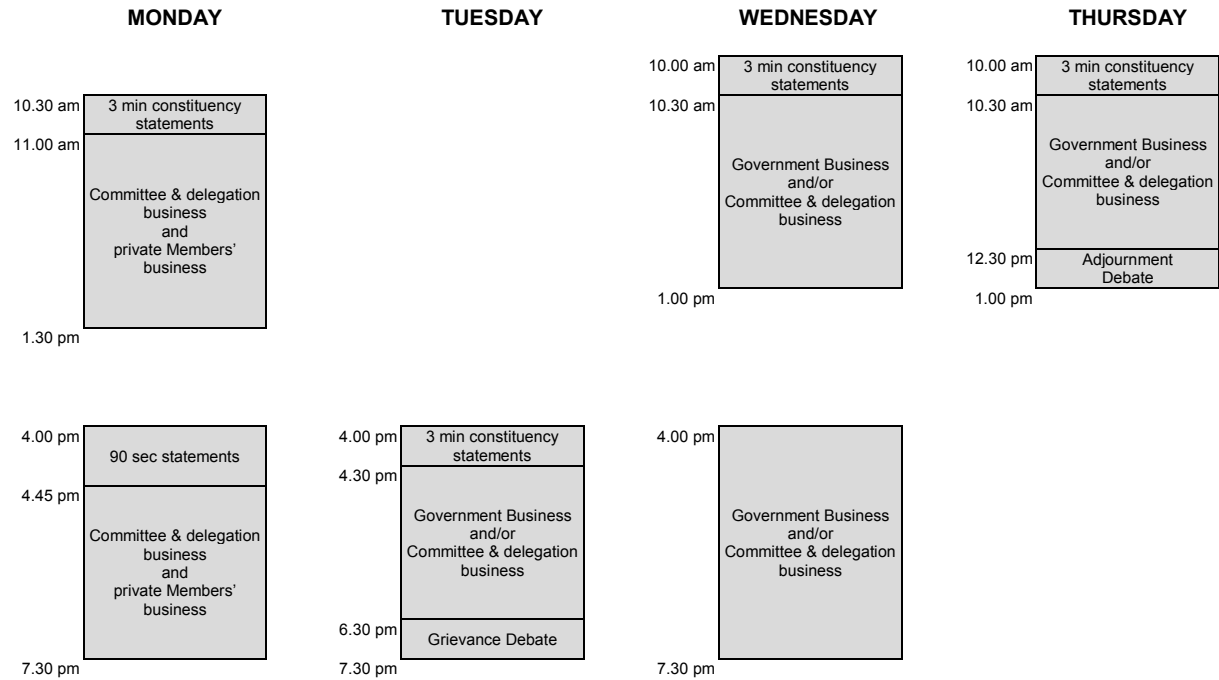 MONDAY
TUESDAY
WEDNESDAY
THURSDAY
10.30 am
3 min constituency
statements
11.00 am
Committee & delegation
business
and
private Members'
business
1.30 pm
4.00 pm
90 sec statements
4.45 pm
Committee & delegation
business
and
private Members'
business
7.30 pm
4.00 pm
3 min constituency
statements
4.30 pm
Government Business
and/or
Committee & delegation
business
6.30 pm
Grievance Debate
7.30 pm
10.00 am
3 min constituency
statements
10.30 am
Government Business
and/or
Committee & delegation
business
1.00 pm
4.00 pm
Government Business
and/or
Committee & delegation
business
7.30 pm
10.00 am
3 min constituency
statements
10.30 am
Government Business
and/or
Committee & delegation
business
12.30 pm
Adjournment
Debate
1.00 pm